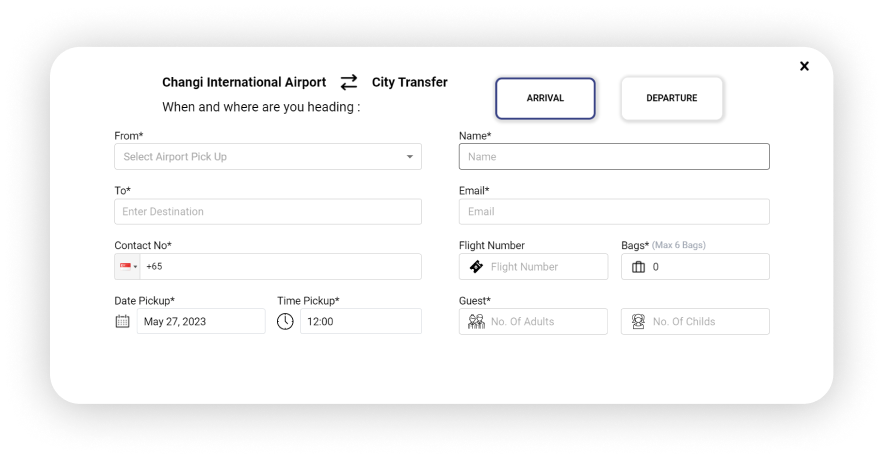 Changi International Airport City Transfer
ARRIVAL
DEPARTURE
When and where are you heading :
From*
Select Airport Pick Up
Name*
Name
To*
Enter Destination
Email*
Email
Contact No*
+65
Flight Number
Flight Number
Bags* (Max 6 Bags)
0
Date Pickup*
May 27, 2023
Time Pickup*
12:00
Guest*
No. Of Adults
No. Of Childs